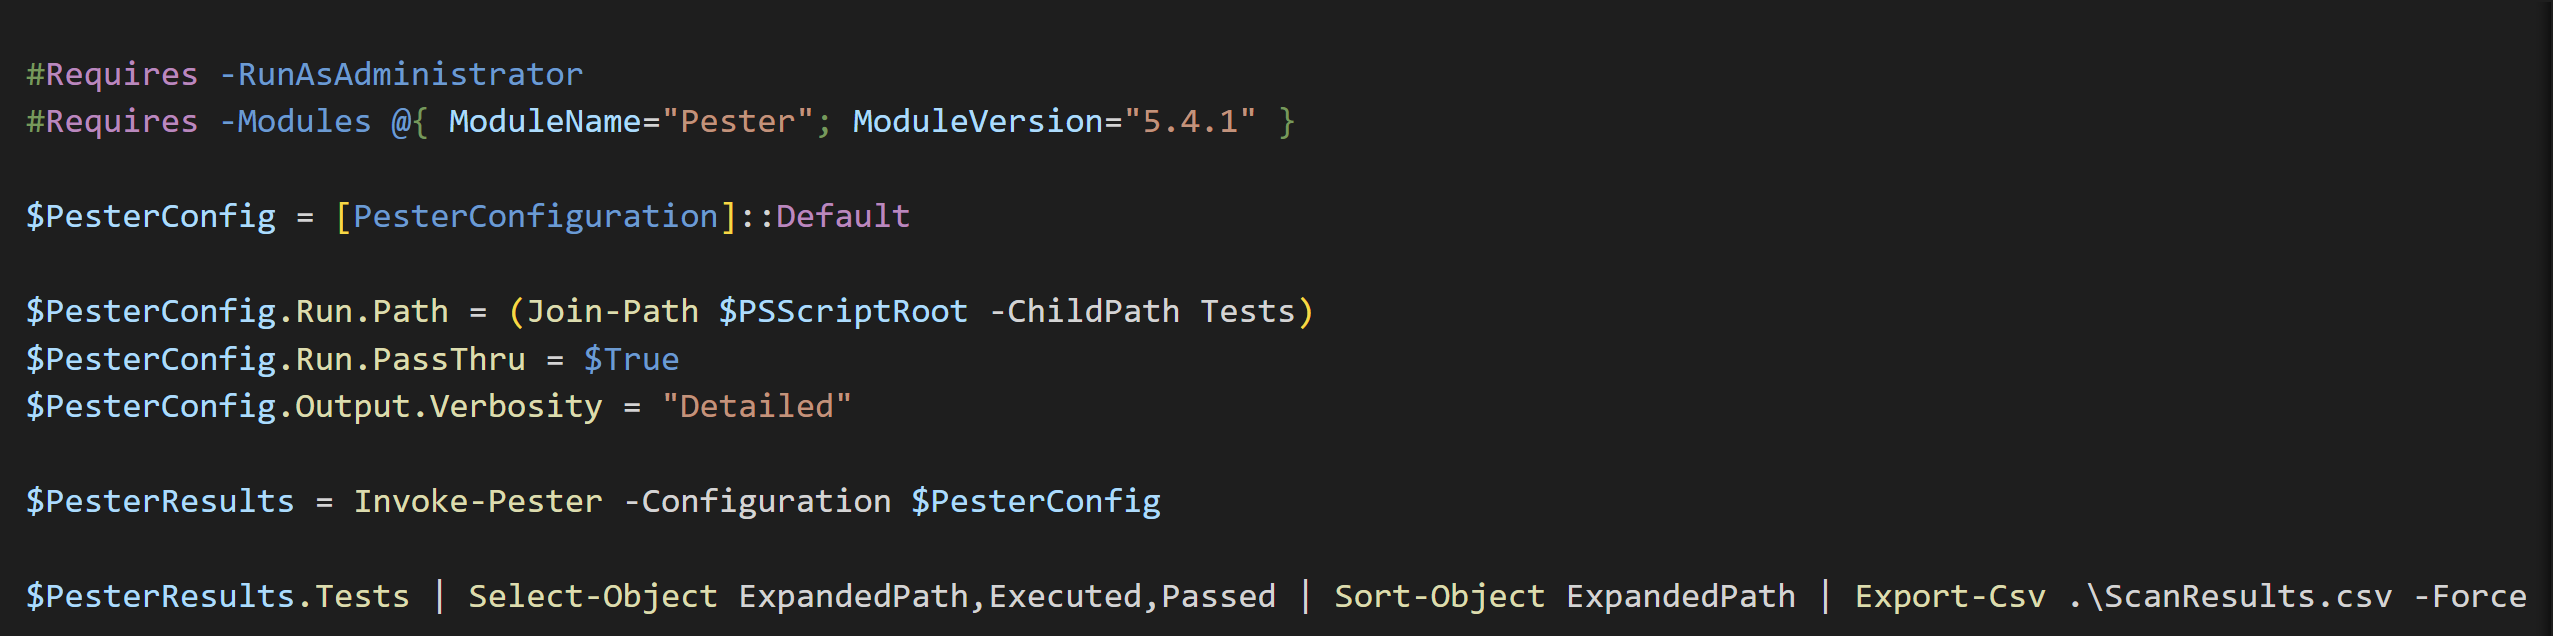 #Requires -RunAsAdministrator
#Requires -Modules @{ ModuleName="Pester"; ModuleVersion="5.4.1" }
$PesterConfig = [PesterConfiguration]::Default
$PesterConfig.Run.Path = (Join-Path $PSScriptRoot -ChildPath Tests)
$PesterConfig.Run.PassThru = $True
$PesterConfig.Output.Verbosity = "Detailed"
$PesterResults = Invoke-Pester -Configuration $PesterConfig
$PesterResults.Tests | Select-Object ExpandedPath,Executed,Passed | Sort-Object ExpandedPath | Export-Csv .\ScanResults.csv -Force